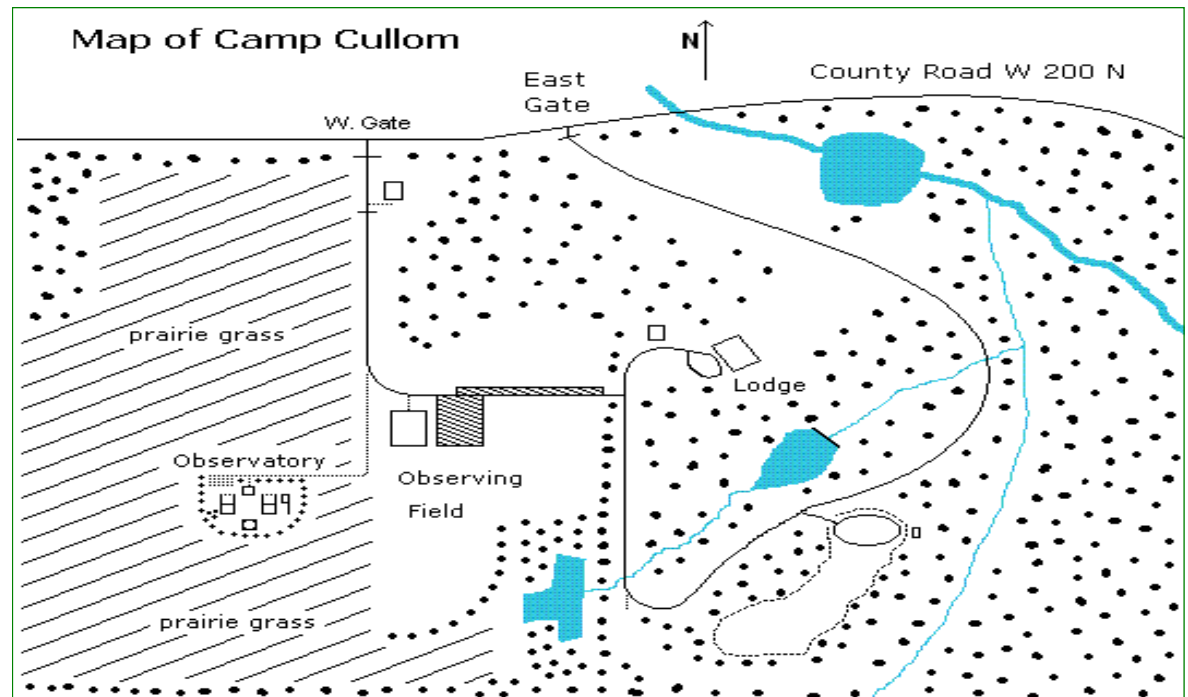 Map of Camp Cullom
N
County Road W 200 N
East
Gate
W. Gate
prairie grass
Lodge
Observatory
Observing
Field
prairie grass